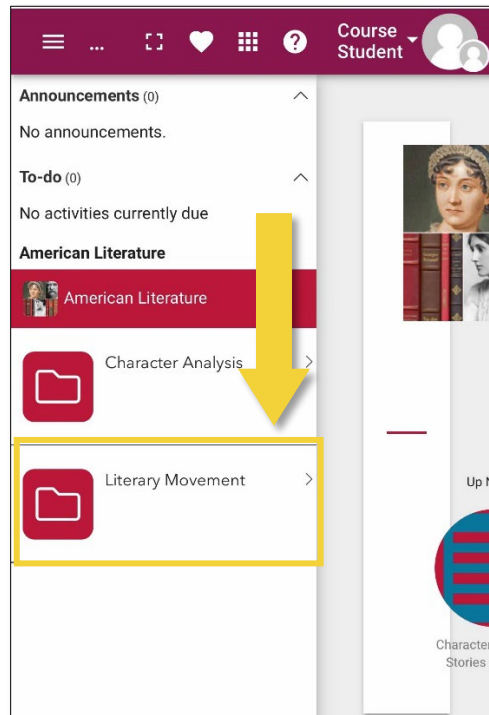 ...
Course
Student
Announcements (0)
No announcements.
To-do (0)
No activities currently due
American Literature
American Literature
Character Analysis
Literary Movement
Up
Character
Stories